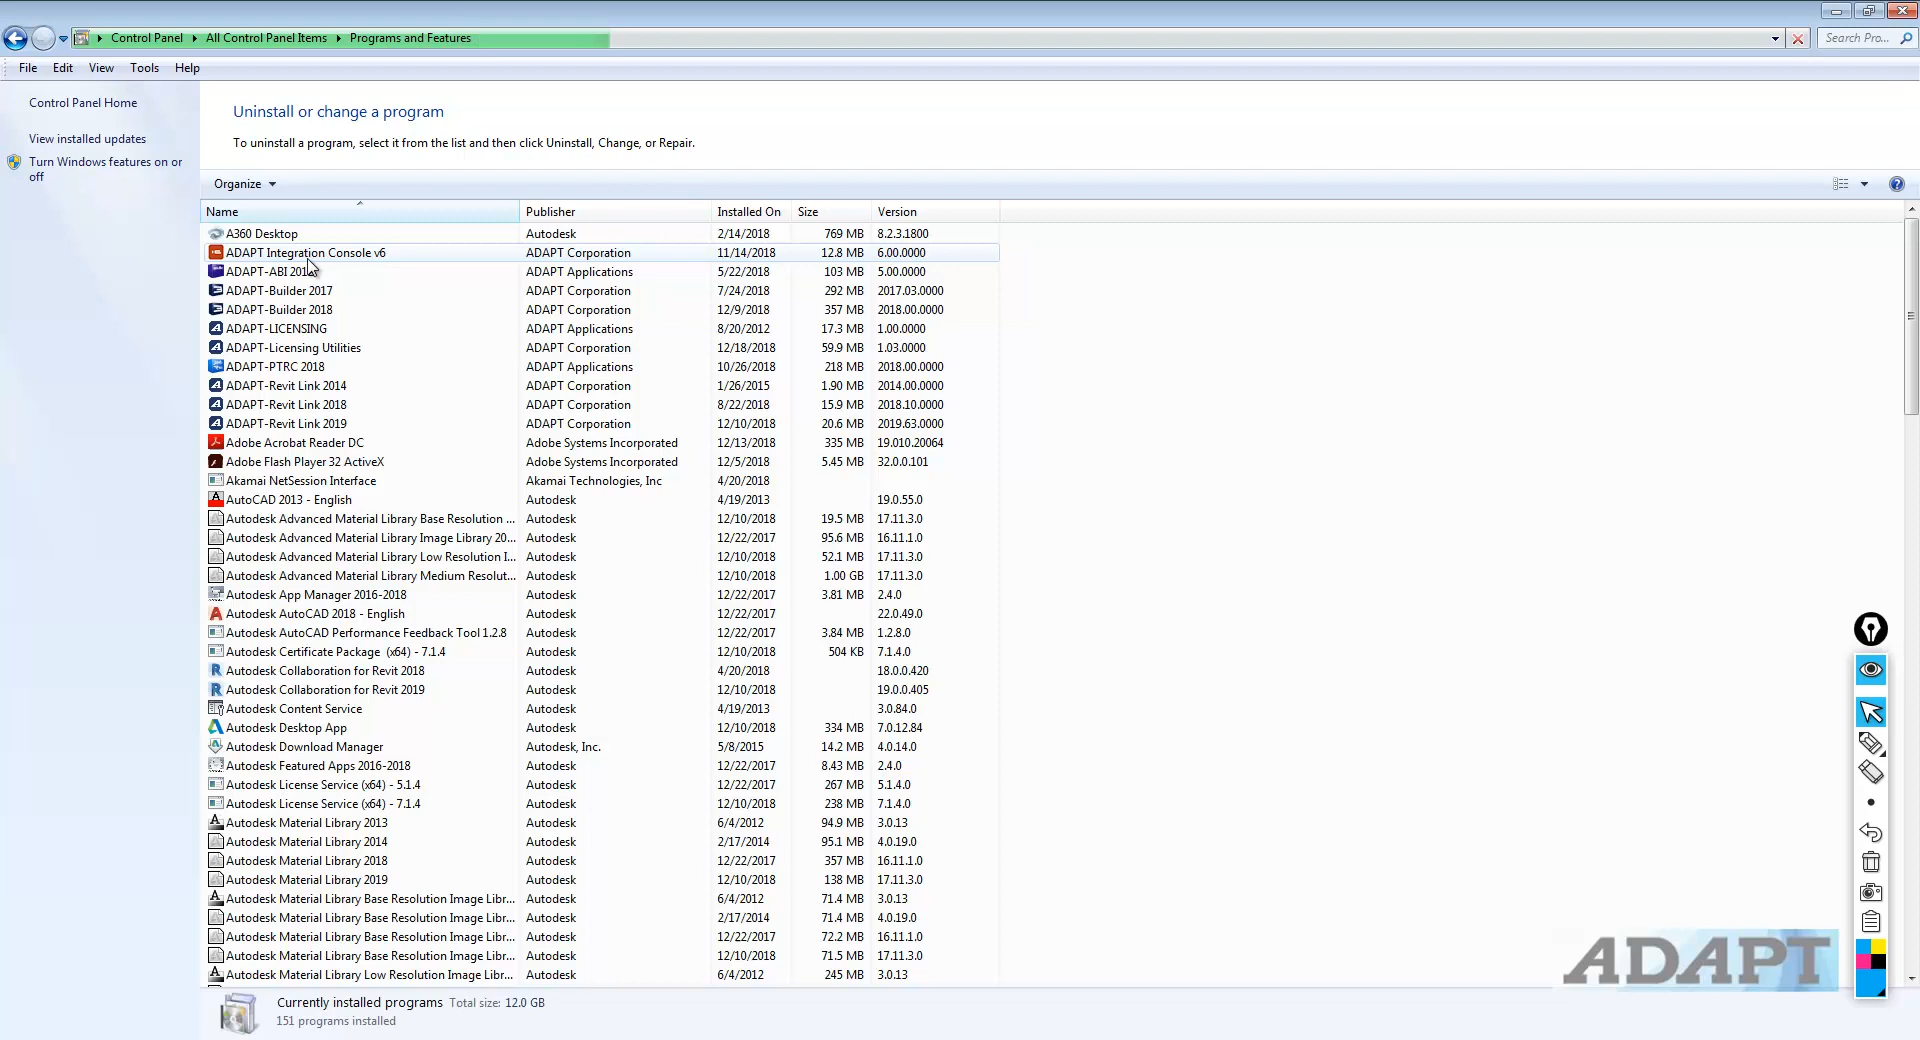 Control Panel All Control Panel Items Programs and Features
Search Pro...
File Edit View Tools Help
Control Panel Home
View installed updates
Turn Windows features on or
off
Uninstall or change a program
To uninstall a program, select it from the list and then click Uninstall, Change, or Repair.
Organize
Name Publisher Installed On Size Version
A360 Desktop Autodesk 2/14/2018 769 MB 8.2.3.1800
ADAPT Integration Console v6 ADAPT Corporation 11/14/2018 12.8 MB 6.00.0000
ADAPT-ABI ADAPT Applications 5/22/2018 103 MB 5.00.0000
ADAPT-Builder 2017 ADAPT Corporation 7/24/2018 292 MB 2017.03.0000
ADAPT-Builder 2018 ADAPT Corporation 12/9/2018 357 MB 2018.00.0000
ADAPT-LICENSING ADAPT Applications 8/20/2012 17.3 MB 1.00.0000
ADAPT-Licensing Utilities ADAPT Corporation 12/18/2018 59.9 MB 1.03.0000
ADAPT-PTRC 2018 ADAPT Applications 10/26/2018 218 MB 2018.00.0000
ADAPT-Revit Link 2014 ADAPT Corporation 1/26/2015 1.90 MB 2014.00.0000
ADAPT-Revit Link 2018 ADAPT Corporation 8/22/2018 15.9 MB 2018.10.0000
ADAPT-Revit Link 2019 ADAPT Corporation 12/10/2018 20.6 MB 2019.63.0000
Adobe Acrobat Reader DC Adobe Systems Incorporated 12/13/2018 335 MB 19.010.20064
Adobe Flash Player 32 ActiveX Adobe Systems Incorporated 12/5/2018 5.45 MB 32.0.0.101
Akamai NetSession Interface Akamai Technologies, Inc 4/20/2018
AutoCAD 2013 - English Autodesk 4/19/2013 19.0.55.0
Autodesk Advanced Material Library Base Resolution ... Autodesk 12/10/2018 19.5 MB 17.11.3.0
Autodesk Advanced Material Library Image Library 20... Autodesk 12/22/2017 95.6 MB 16.11.1.0
Autodesk Advanced Material Library Low Resolution I... Autodesk 12/10/2018 52.1 MB 17.11.3.0
Autodesk Advanced Material Library Medium Resolut... Autodesk 12/10/2018 1.00 GB 17.11.3.0
Autodesk App Manager 2016-2018 Autodesk 12/22/2017 3.81 MB 2.4.0
Autodesk AutoCAD 2018 - English Autodesk 12/22/2017 22.0.49.0
Autodesk AutoCAD Performance Feedback Tool 1.2.8 Autodesk 12/22/2017 3.84 MB 1.2.8.0
Autodesk Certificate Package (x64) - 7.1.4 Autodesk 12/10/2018 504 KB 7.1.4.0
Autodesk Collaboration for Revit 2018 Autodesk 4/20/2018 18.0.0.420
Autodesk Collaboration for Revit 2019 Autodesk 12/10/2018 19.0.0.405
Autodesk Content Service Autodesk 4/19/2013 3.0.84.0
Autodesk Desktop App Autodesk 12/10/2018 334 MB 7.0.12.84
Autodesk Download Manager Autodesk, Inc. 5/8/2015 14.2 MB 4.0.14.0
Autodesk Featured Apps 2016-2018 Autodesk 12/22/2017 8.43 MB 2.4.0
Autodesk License Service (x64) - 5.1.4 Autodesk 12/22/2017 267 MB 5.1.4.0
Autodesk License Service (x64) - 7.1.4 Autodesk 12/10/2018 238 MB 7.1.4.0
Autodesk Material Library 2013 Autodesk 6/4/2012 94.9 MB 3.0.13
Autodesk Material Library 2014 Autodesk 2/17/2014 95.1 MB 4.0.19.0
Autodesk Material Library 2018 Autodesk 12/22/2017 357 MB 16.11.1.0
Autodesk Material Library 2019 Autodesk 12/10/2018 138 MB 17.11.3.0
Autodesk Material Library Base Resolution Image Libr... Autodesk 6/4/2012 71.4 MB 3.0.13
Autodesk Material Library Base Resolution Image Libr... Autodesk 2/17/2014 71.4 MB 4.0.19.0
Autodesk Material Library Base Resolution Image Libr... Autodesk 12/22/2017 72.2 MB 16.11.1.0
Autodesk Material Library Base Resolution Image Libr... Autodesk 12/10/2018 71.5 MB 17.11.3.0
Autodesk Material Library Low Resolution Image Libr... Autodesk 6/4/2012 245 MB 3.0.13
ADAPT
Currently installed programs Total size: 12.0 GB
151 programs installed